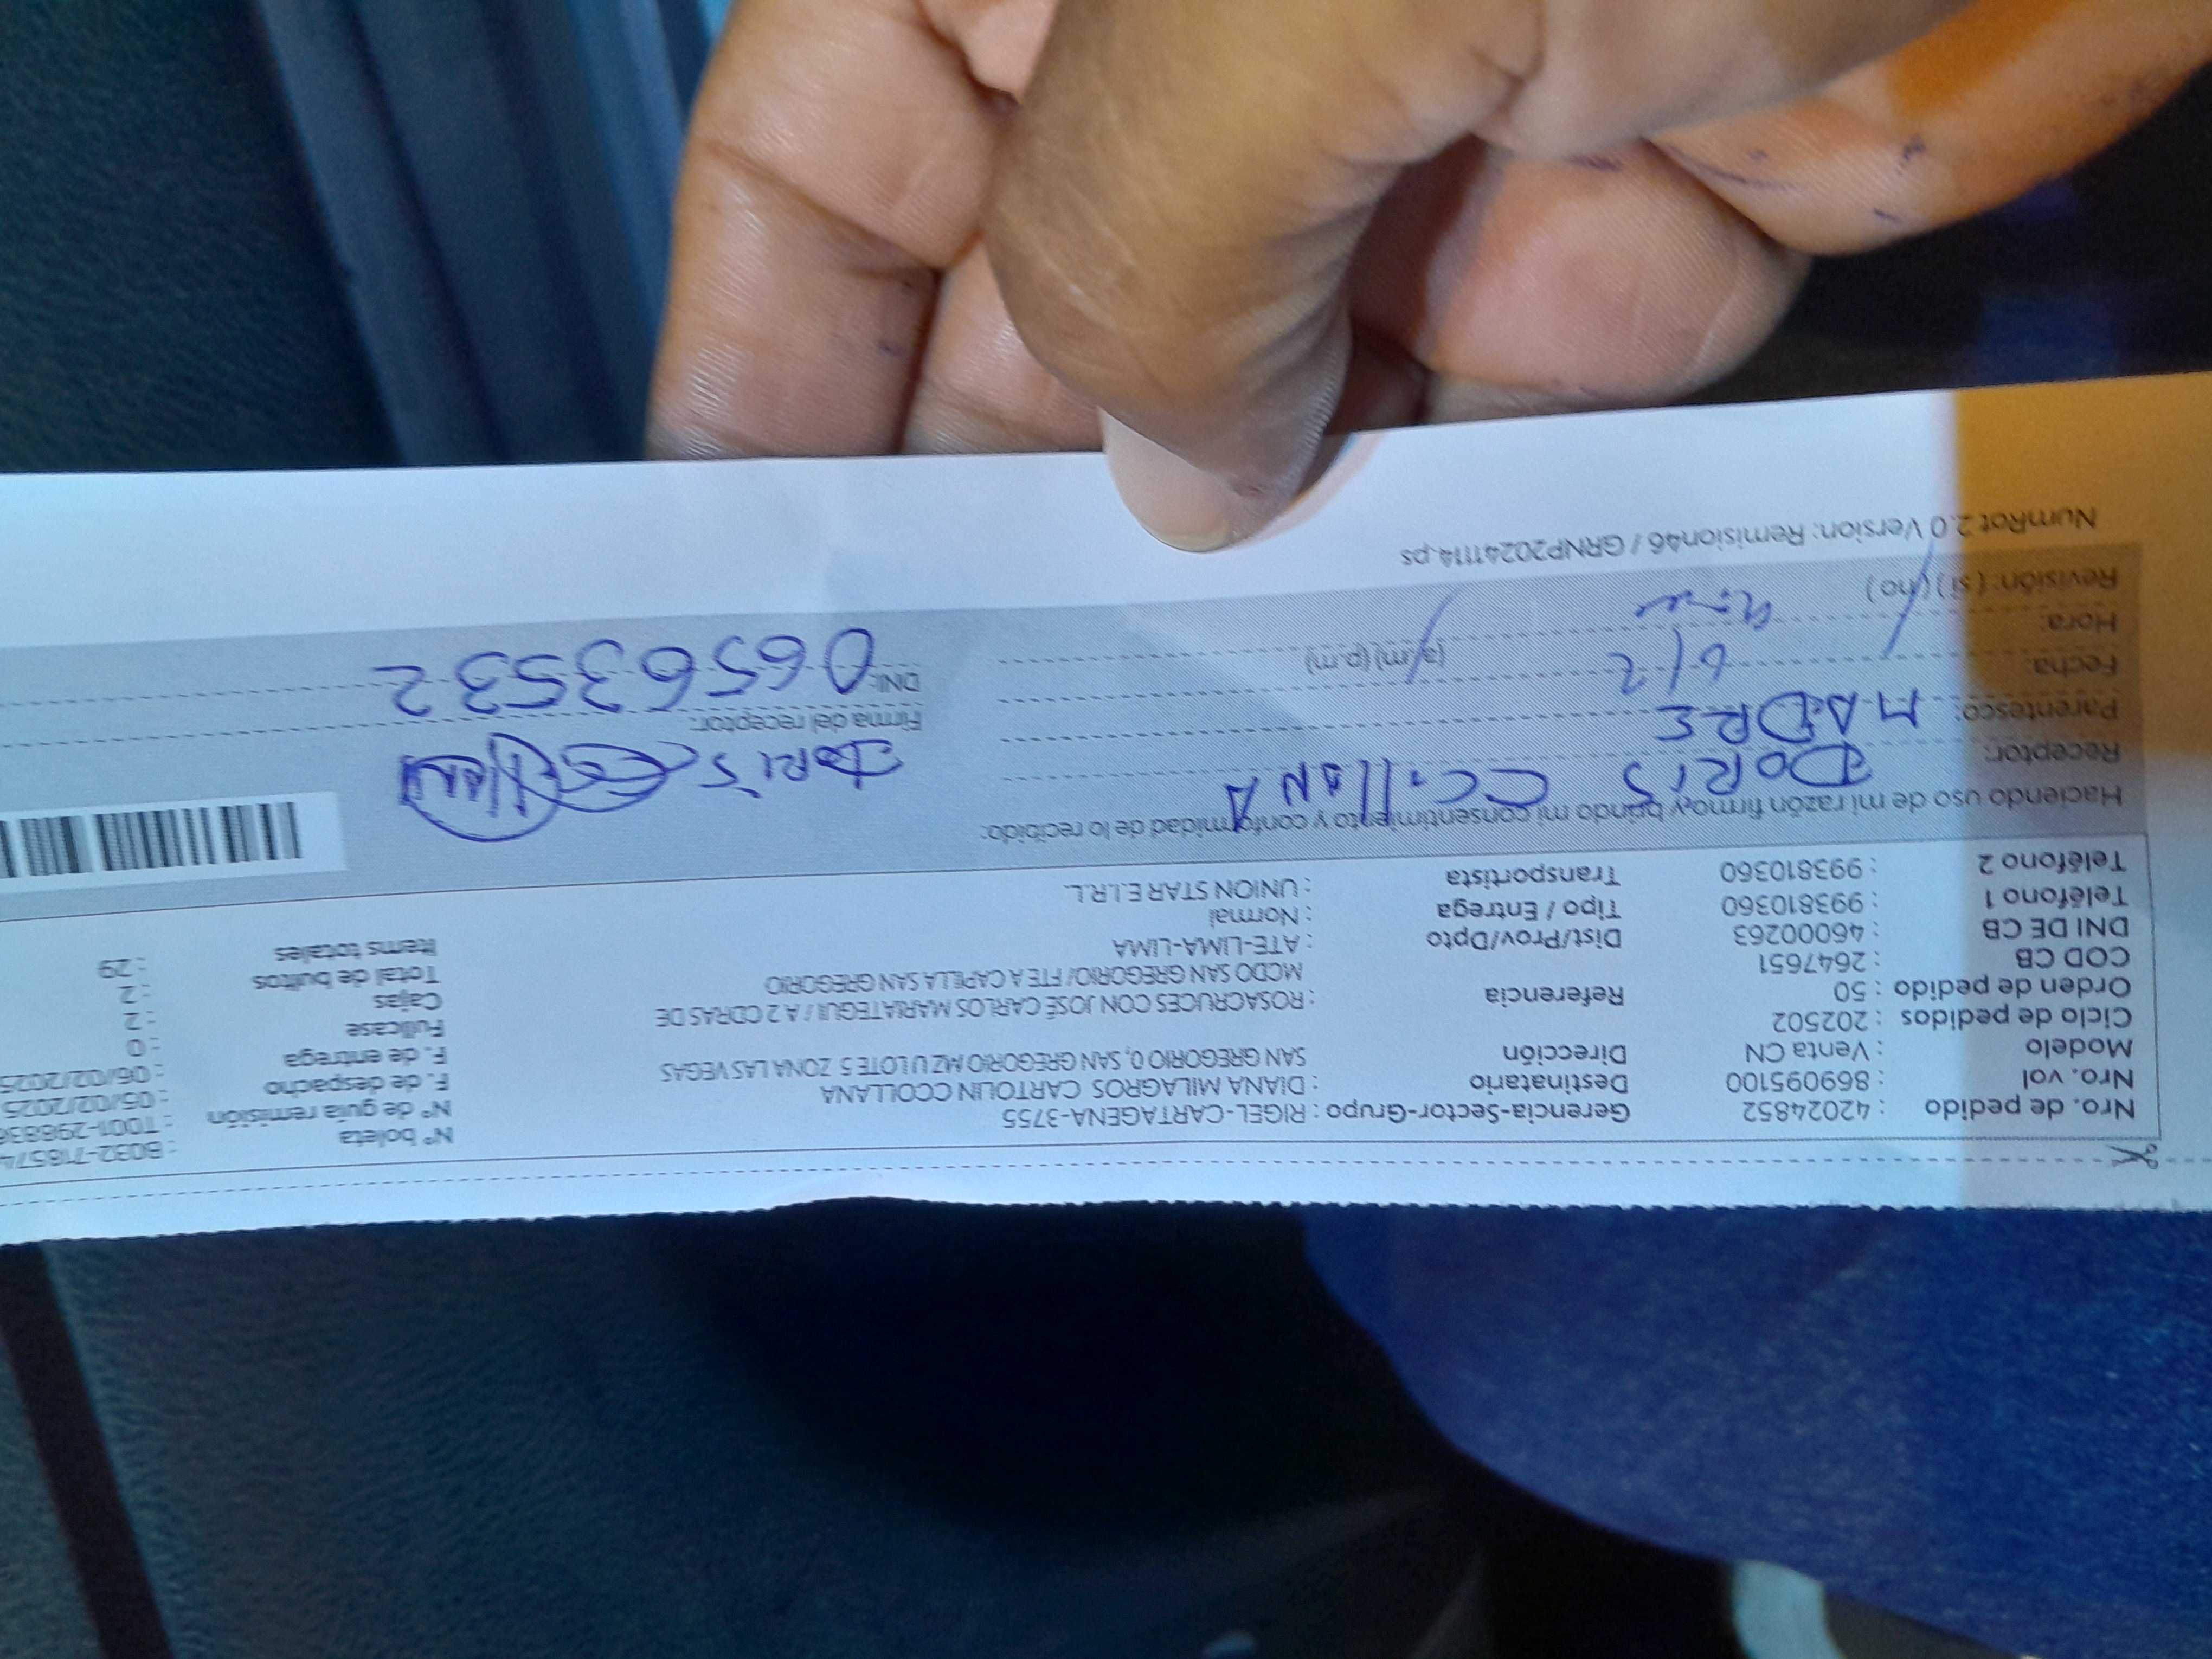 Nro. de pedido : 42024852 Gerencia-Sector-Grupo : RIGEL-CARTAGENA-3755 N° boleta : B032-718574
Nro. vol : 869095100 Destinatario : DIANA MILAGROS CARTOLIN CCOLLANA N° de guía remisión : T001-298836
Modelo : Venta CN Dirección SAN GREGORIO 0, SAN GREGORIO MZ U LOTE 5 ZONA LAS VEGAS F. de despacho : 05/02/2025
Ciclo de pedidos : 202502 F. de entrega : 06/02/2025
Orden de pedido : 50 Referencia : ROSACRUCES CON JOSÉ CARLOS MARIATEGUI / A 2 CDRAS DE Fullcase : 0
COD CB : 2647651 MCDO SAN GREGORIO/ FTE A CAPILLA SAN GREGORIO Cajas : 2
DNI DE CB : 46000263 Dist/Prov/Dpto : ATE-LIMA-LIMA Total de bultos : 2
Teléfono 1 : 993810360 Tipo / Entrega : Normal Items totales : 29
Teléfono 2 : 993810360 Transportista : UNION STAR E.I.R.L.
Haciendo uso de mi razón firmo y brindo mi consentimiento y conformidad de lo recibido:
Receptor: DORIS CCollANA DORIS
Parentesco: MADRE Firma del receptor:
Fecha: 6/2 DNI: 06563532
Hora: (a.m) (p.m)
Revisión: ( si ) ( no )
NumRot 2.0 Version: Remision46 / GRNP20241114.ps